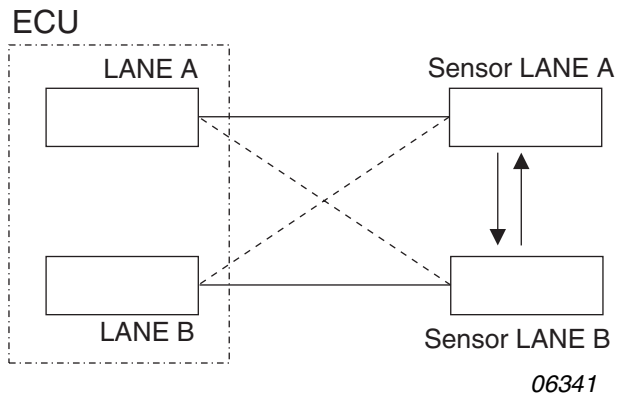 ECU
LANE A
Sensor LANE A
LANE B
Sensor LANE B
06341